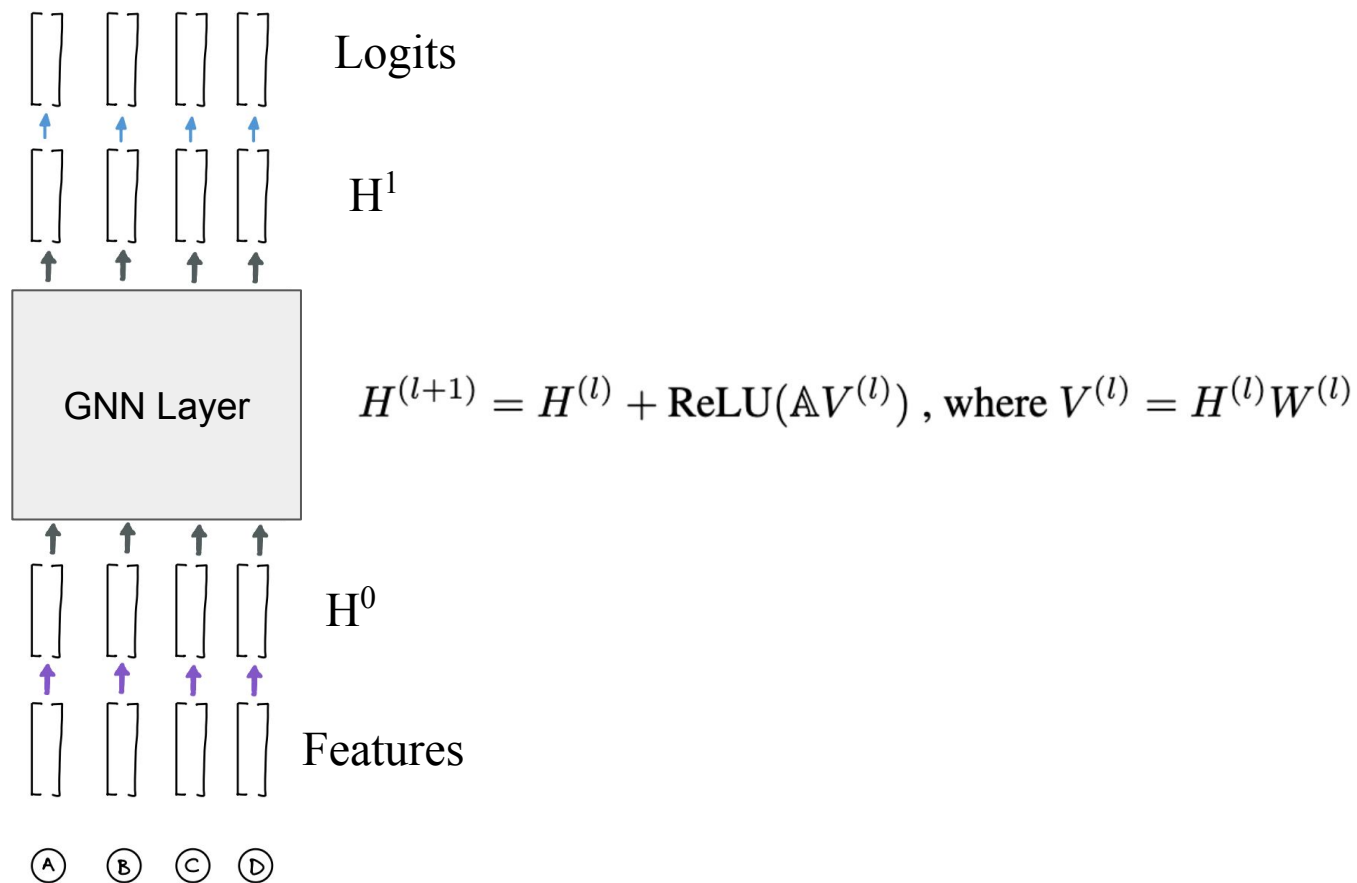 Logits
H¹
GNN Layer
H^{(l+1)} = H^{(l)} + ReLU(𝔸V^{(l)}) , where V^{(l)} = H^{(l)}W^{(l)}
H⁰
Features
A B C D